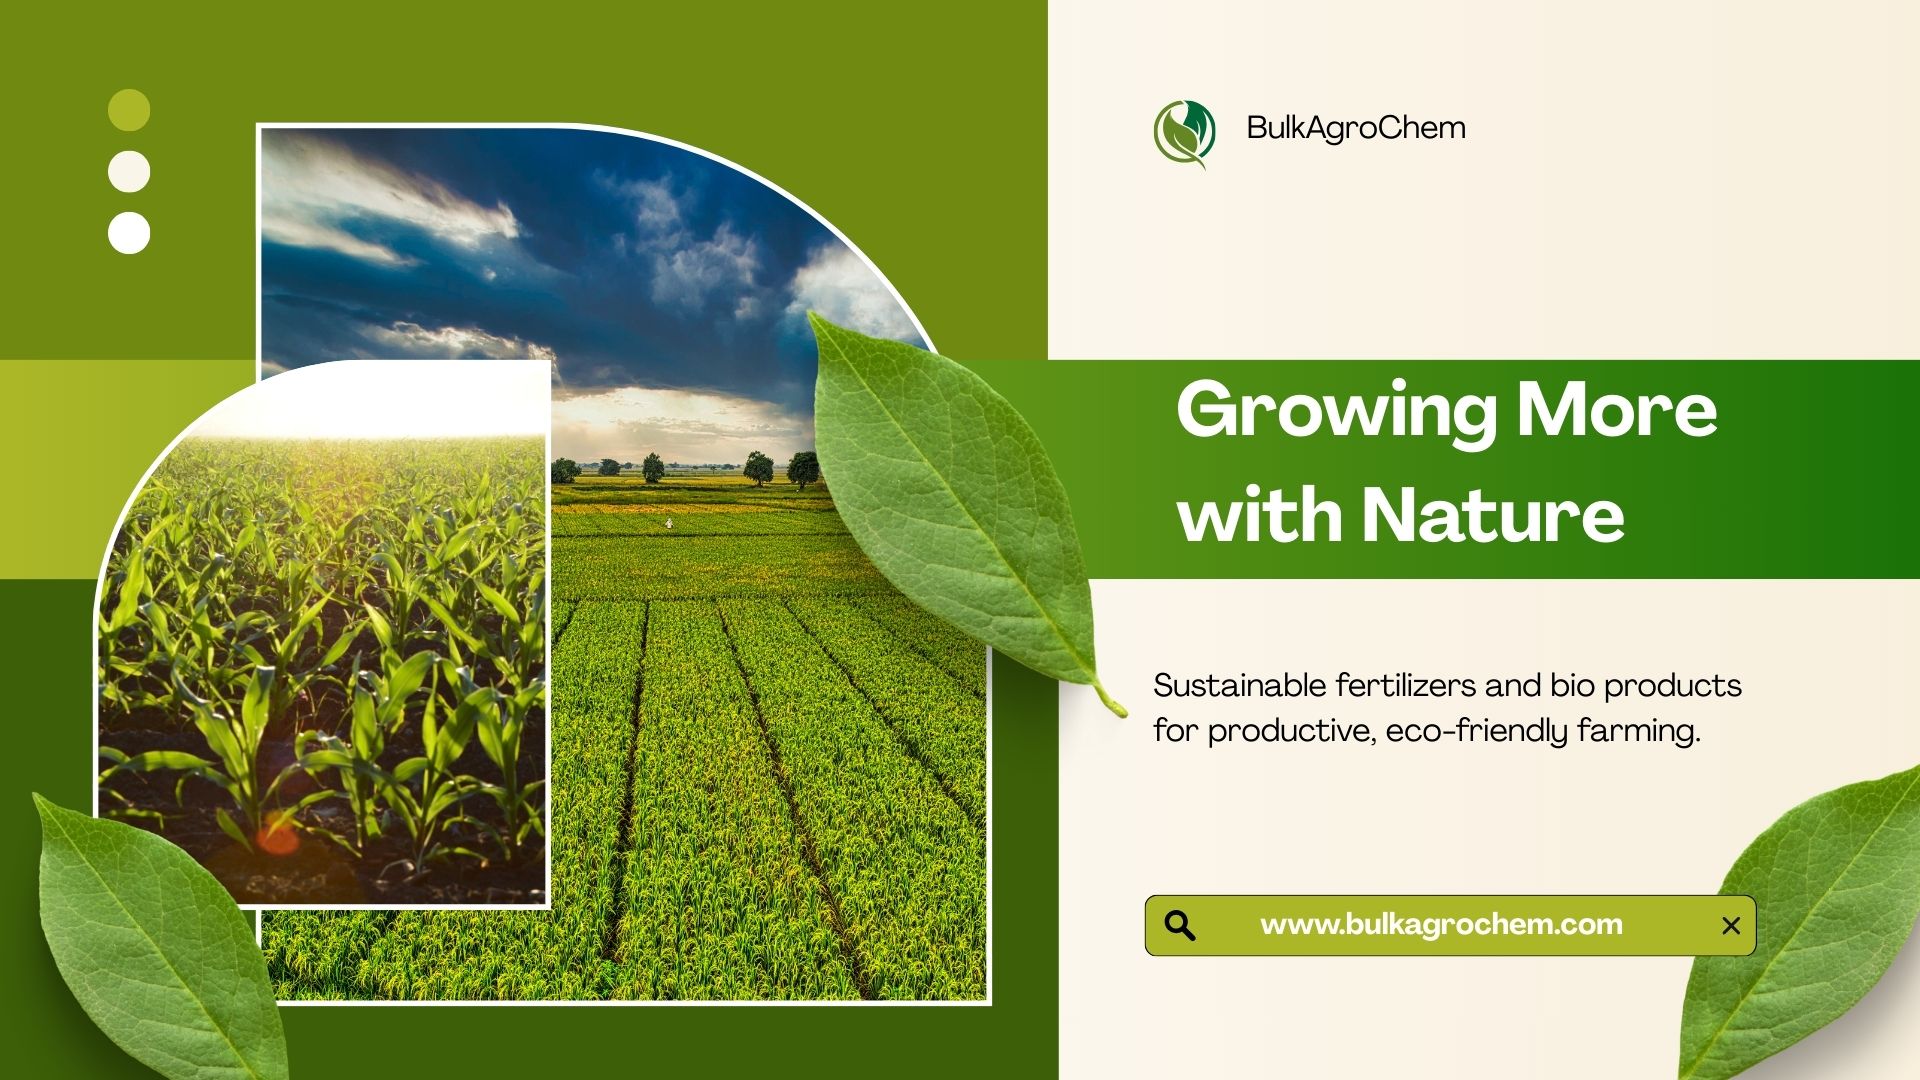 BulkAgroChem
Growing More
with Nature
Sustainable fertilizers and bio products
for productive, eco-friendly farming.
www.bulkagrochem.com